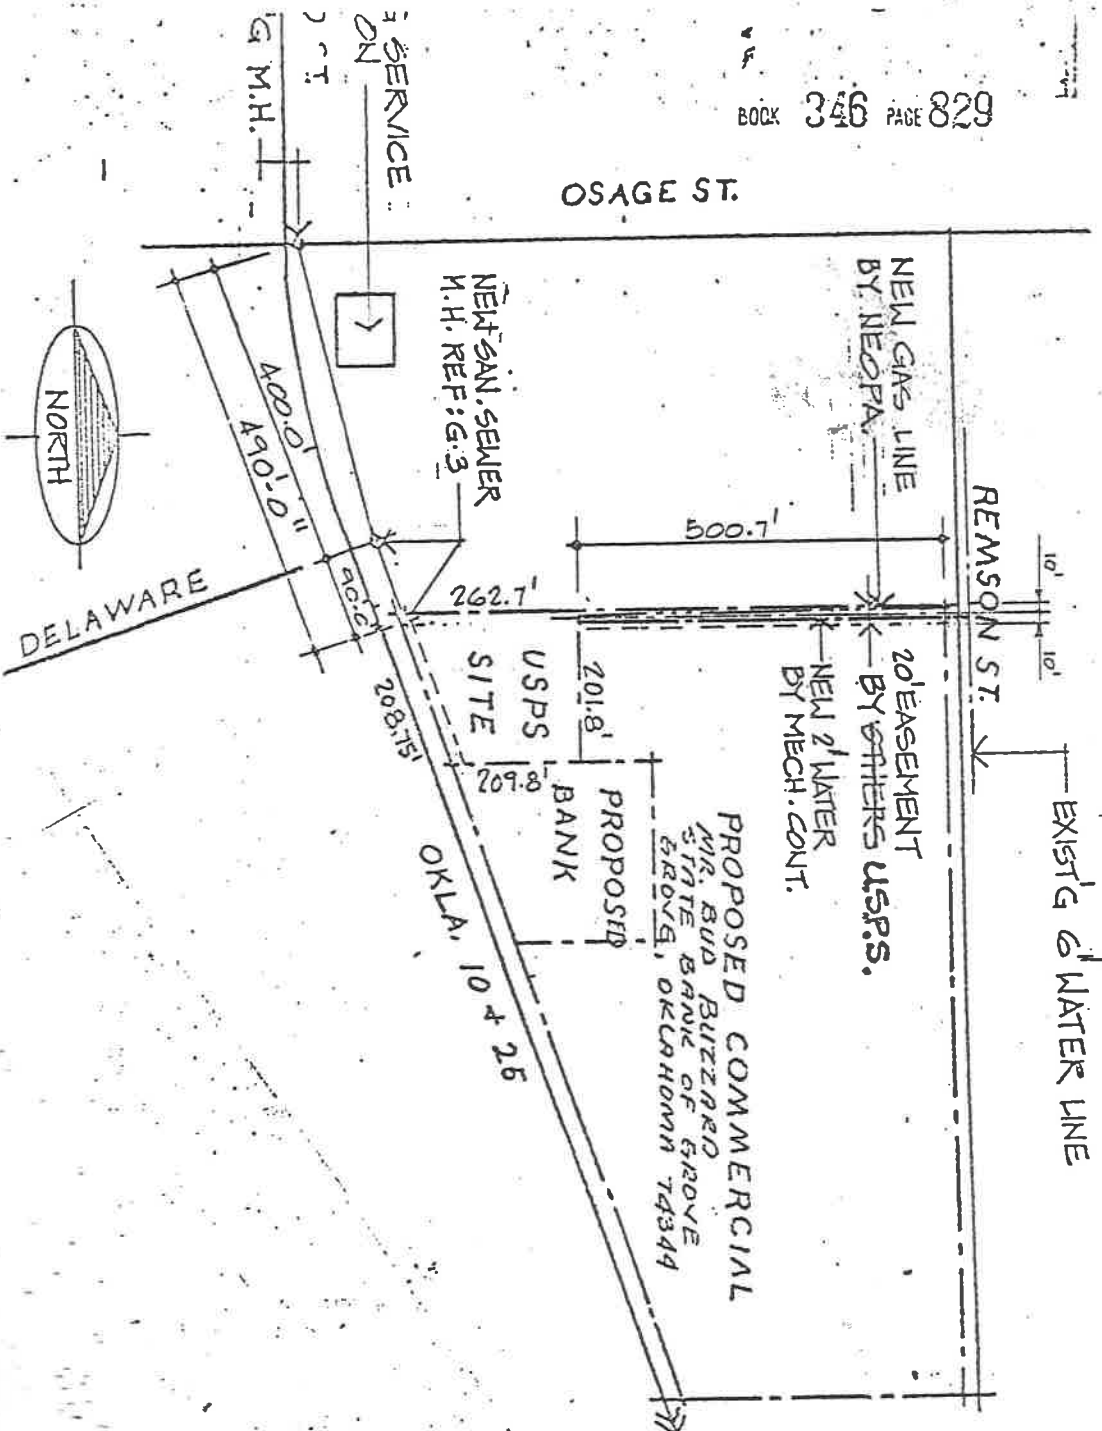 BOOK 346 PAGE 829
OSAGE ST.
SERVICE
ON
G M.H.
NEW GAS LINE
BY NEOPA.
NEW SAN. SEWER
M.H. REF: G.3
REMSON ST.
10'
10'
500.7'
262.7'
400.0'
490'-0"
NORTH
DELAWARE
208.75'
USPS
SITE
201.8'
209.8'
20' EASEMENT
BY OTHERS U.S.P.S.
NEW 2" WATER
BY MECH. CONT.
EXIST'G 6" WATER LINE
PROPOSED
BANK
PROPOSED COMMERCIAL
MR. BUD BUZZARD
STATE BANK OF GROVE
GROVE, OKLAHOMA 74344
OKLA. 10 + 25